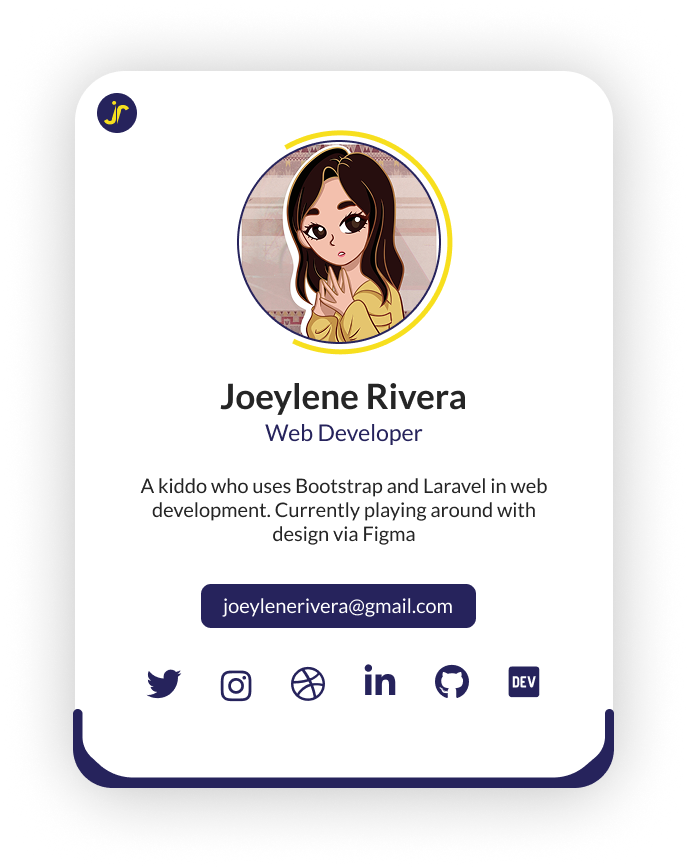 jr
Joeylene Rivera
Web Developer
A kiddo who uses Bootstrap and Laravel in web
development. Currently playing around with
design via Figma
joeylenerivera@gmail.com
in
DEV